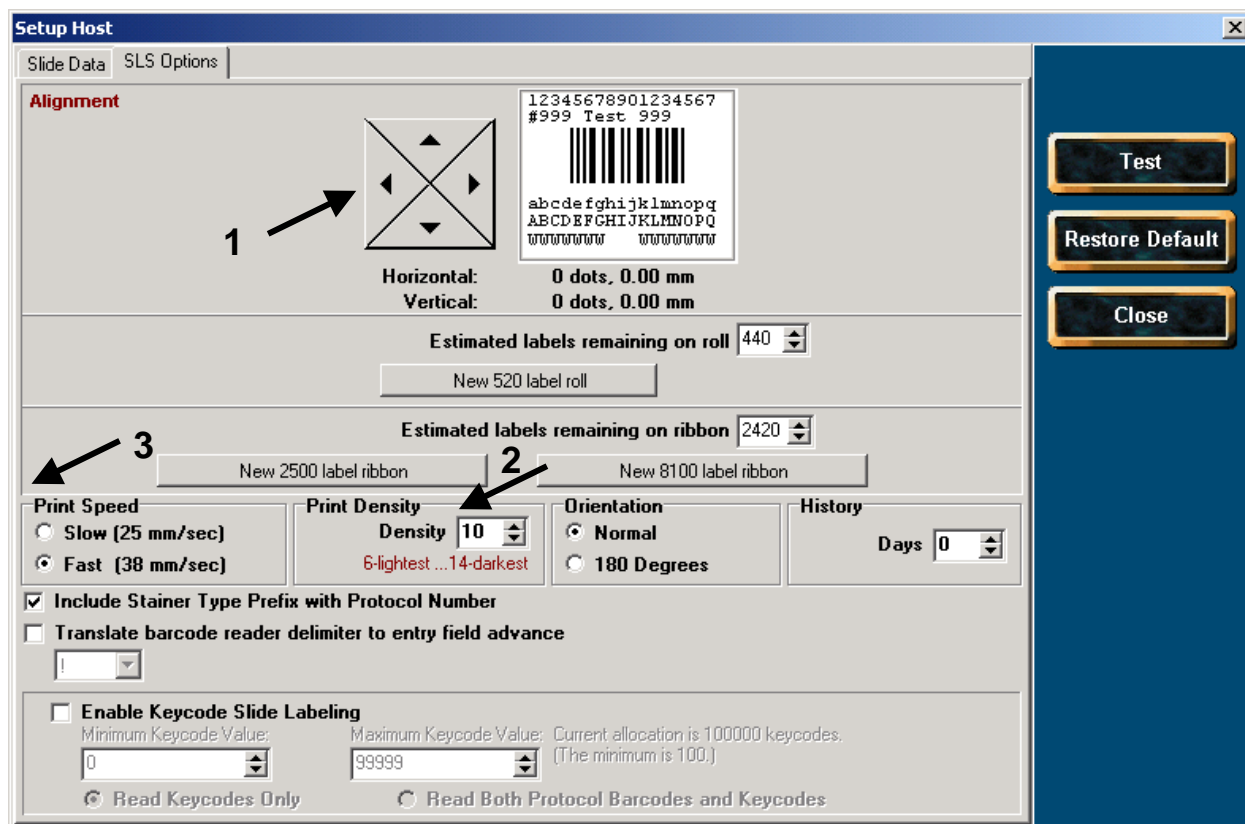 Setup Host
Slide Data SLS Options
Alignment
12345678901234567
#999 Test 999
abcdefghijklmnopq
ABCDEFGHIJKLMNOPQ
WWWWWWW WWWWWWW
1
Horizontal: 0 dots, 0.00 mm
Vertical: 0 dots, 0.00 mm
Test
Restore Default
Close
Estimated labels remaining on roll 440
New 520 label roll
Estimated labels remaining on ribbon 2420
3
2
New 2500 label ribbon New 8100 label ribbon
Print Speed
Slow (25 mm/sec)
Fast (38 mm/sec)
Print Density
Density 10
6-lightest ...14-darkest
Orientation
Normal
180 Degrees
History
Days 0
Include Stainer Type Prefix with Protocol Number
Translate barcode reader delimiter to entry field advance
!
Enable Keycode Slide Labeling
Minimum Keycode Value: Maximum Keycode Value: Current allocation is 100000 keycodes.
0 99999 (The minimum is 100.)
Read Keycodes Only Read Both Protocol Barcodes and Keycodes